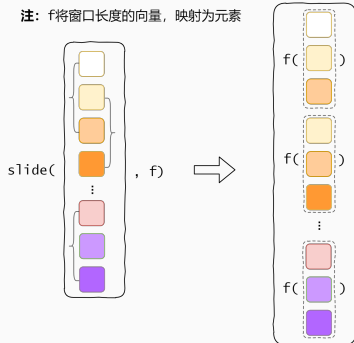 注：f将窗口长度的向量，映射为元素
f( )
slide( , f)
f( )
⋮
⋮
f( )